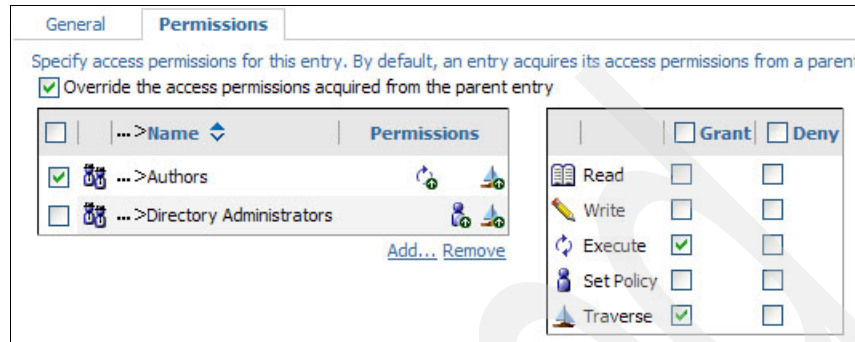 General Permissions
Specify access permissions for this entry. By default, an entry acquires its access permissions from a paren
Override the access permissions acquired from the parent entry
...>Name Permissions
...>Authors
...>Directory Administrators
Add... Remove
Grant Deny
Read
Write
Execute
Set Policy
Traverse